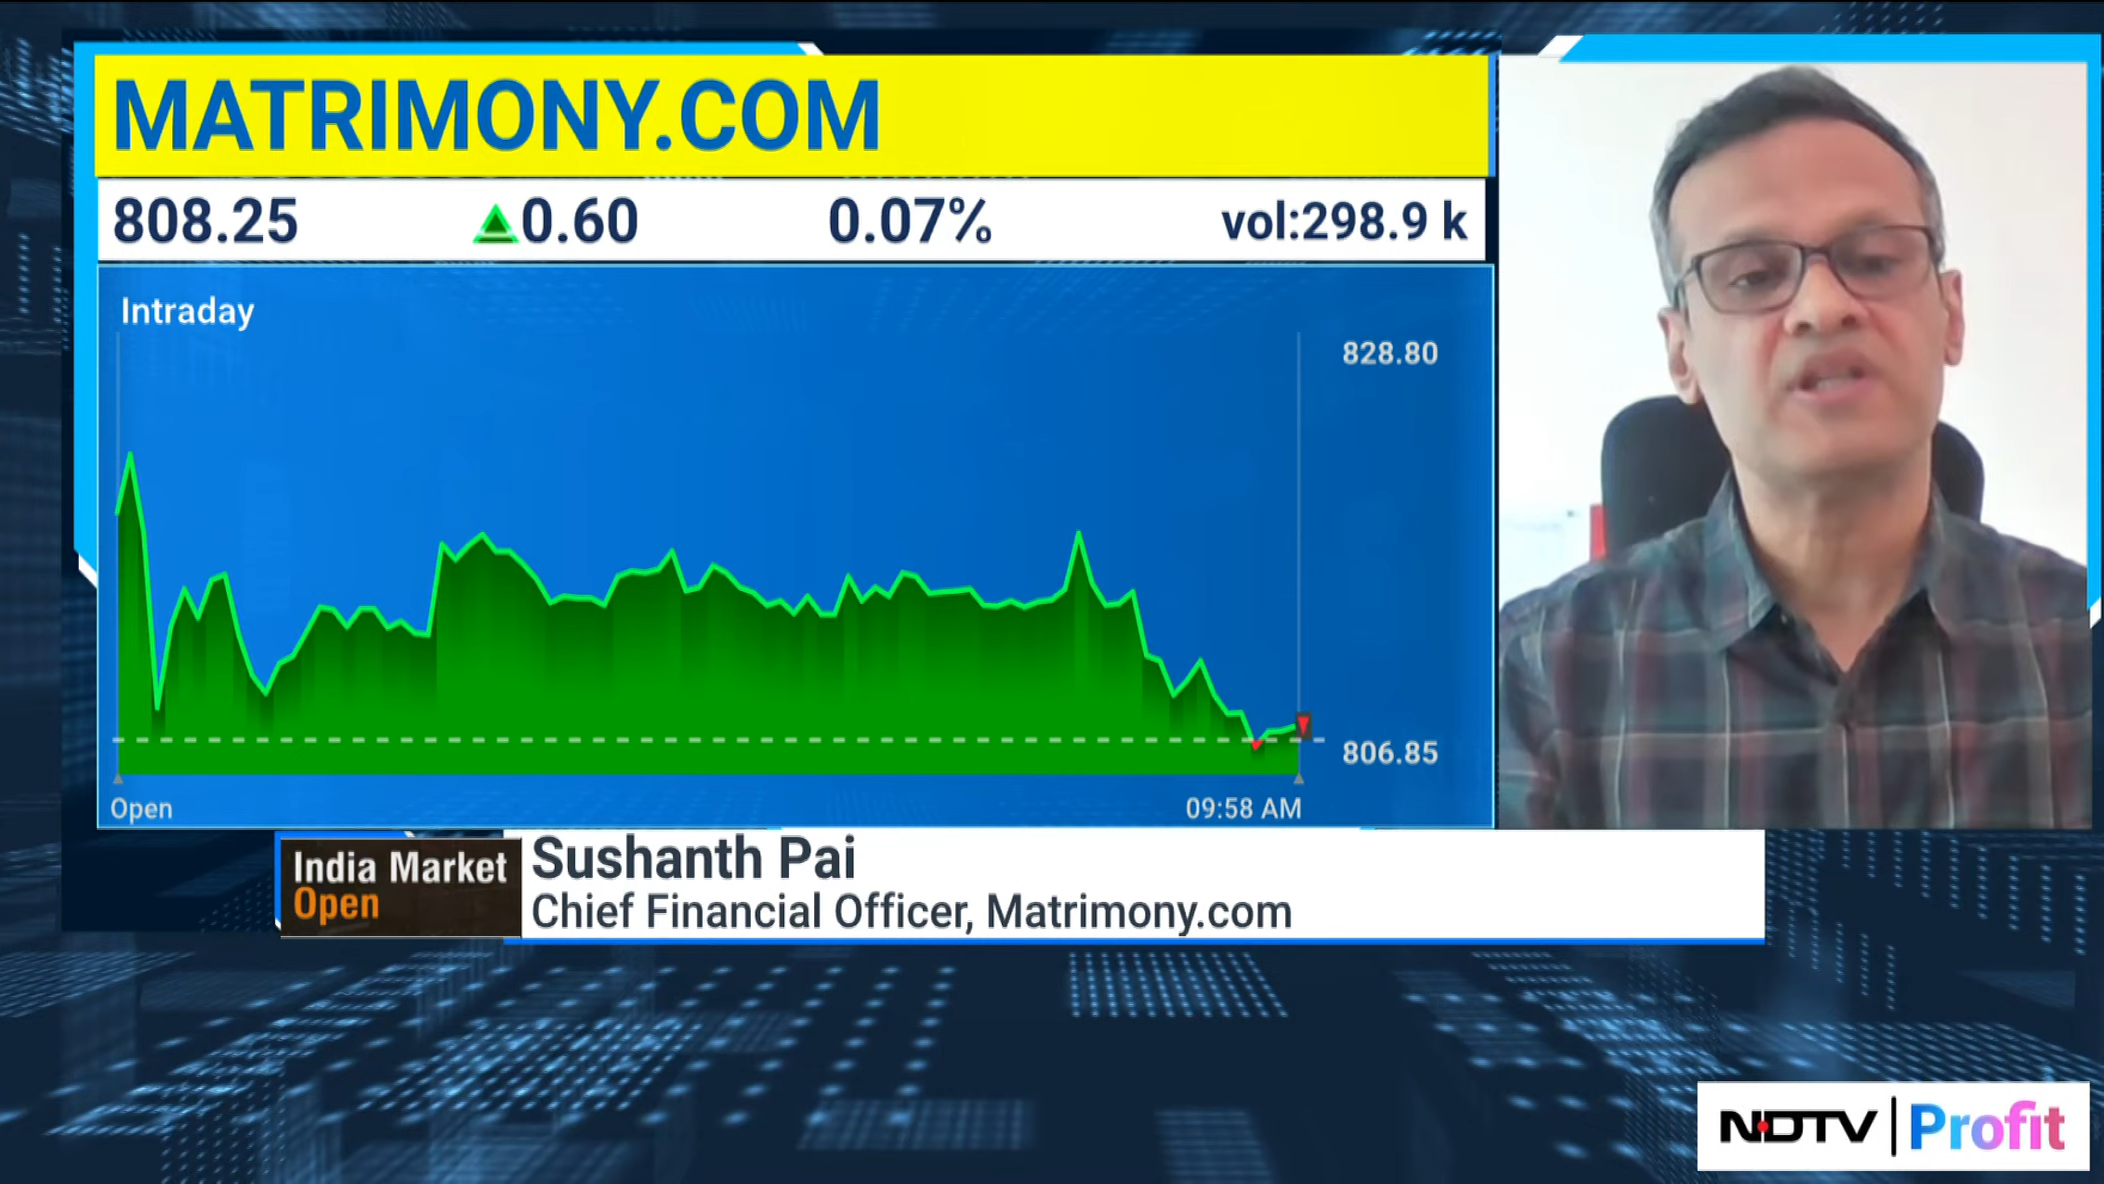 MATRIMONY.COM
808.25 0.60 0.07% vol:298.9 k
Intraday
828.80
806.85
Open 09:58 AM
India Market
Open
Sushanth Pai
Chief Financial Officer, Matrimony.com
NDTV Profit